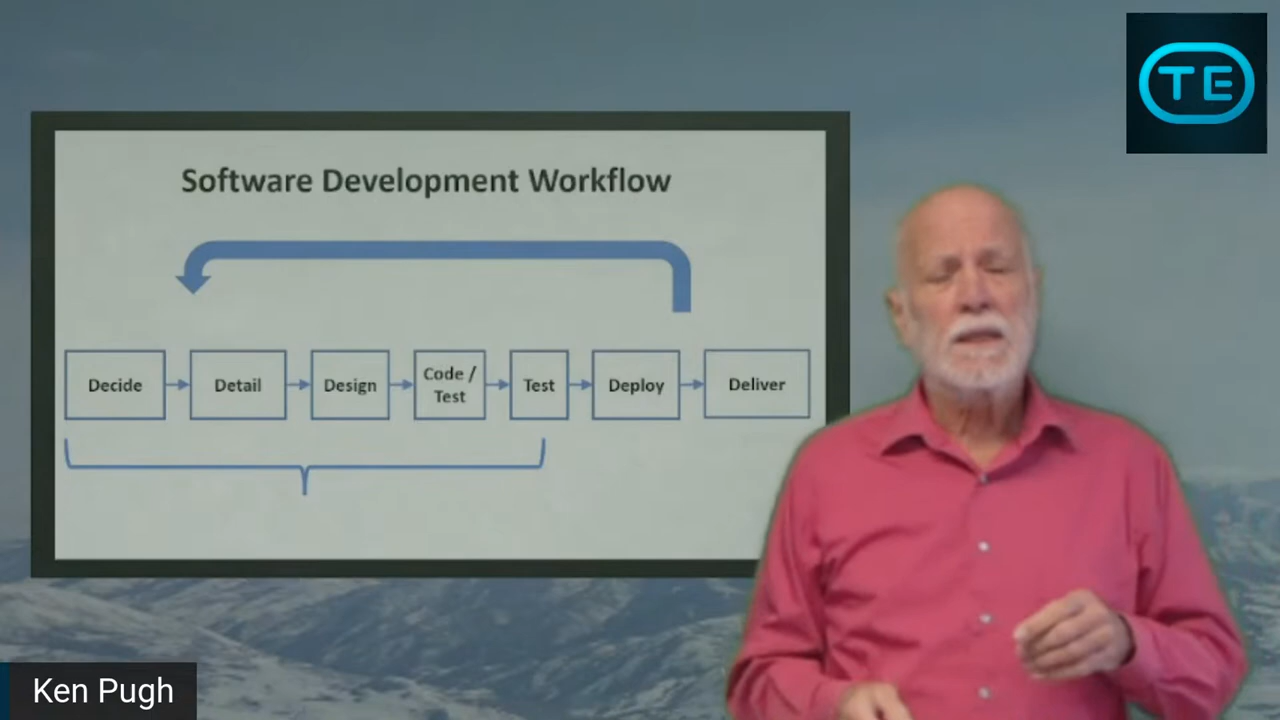 TE
Software Development Workflow
Decide
Detail
Design
Code /
Test
Test
Deploy
Deliver
Ken Pugh